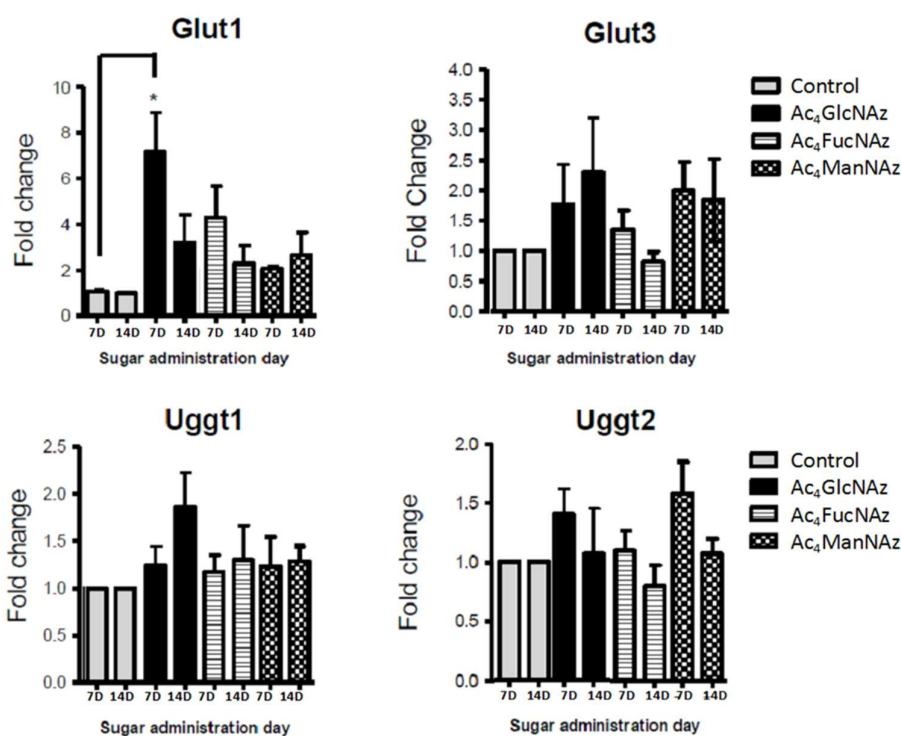 Glut1
10
8
6
4
2
0
Fold change
*
7D 14D 7D 14D 7D 14D 7D 14D
Sugar administration day
Glut3
4.0
3.5
3.0
2.5
2.0
1.5
1.0
0.5
0.0
Fold Change
7D 14D 7D 14D 7D 14D 7D 14D
Sugar administration day
Control
Ac₄GlcNAz
Ac₄FucNAz
Ac₄ManNAz
Uggt1
2.5
2.0
1.5
1.0
0.5
0.0
Fold change
7D 14D 7D 14D 7D 14D 7D 14D
Sugar administration day
Uggt2
2.0
1.5
1.0
0.5
0.0
Fold change
7D 14D 7D 14D 7D 14D 7D 14D
Sugar administration day
Control
Ac₄GlcNAz
Ac₄FucNAz
Ac₄ManNAz